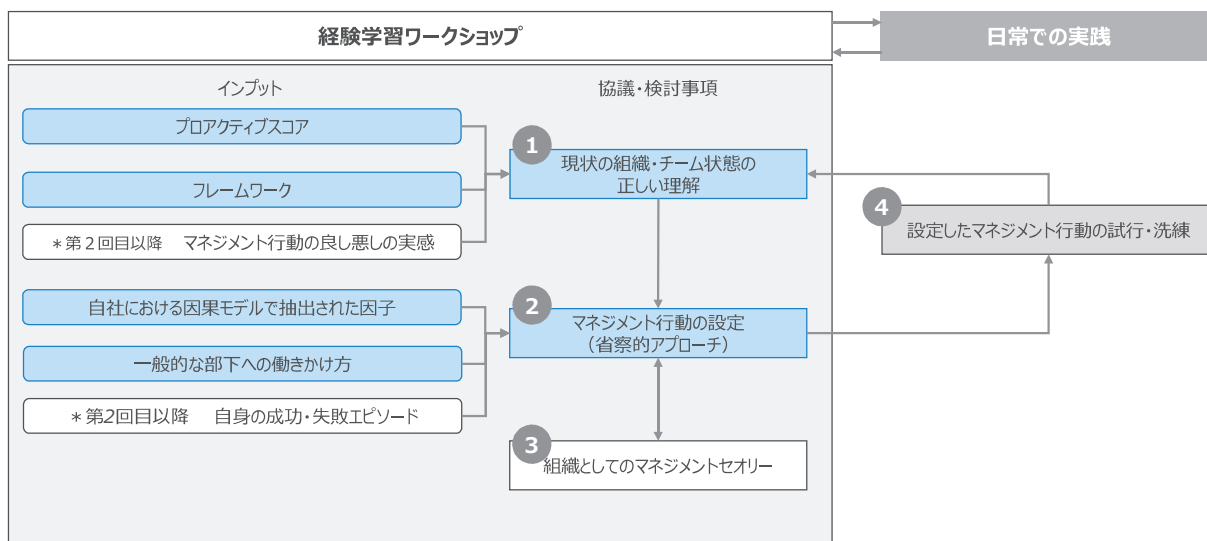 経験学習ワークショップ
日常での実践
インプット
協議・検討事項
プロアクティブスコア
フレームワーク
＊第２回目以降　マネジメント行動の良し悪しの実感
1
現状の組織・チーム状態の
正しい理解
4
設定したマネジメント行動の試行・洗練
自社における因果モデルで抽出された因子
一般的な部下への働きかけ方
＊第2回目以降　自身の成功・失敗エピソード
2
マネジメント行動の設定
（省察的アプローチ）
3
組織としてのマネジメントセオリー